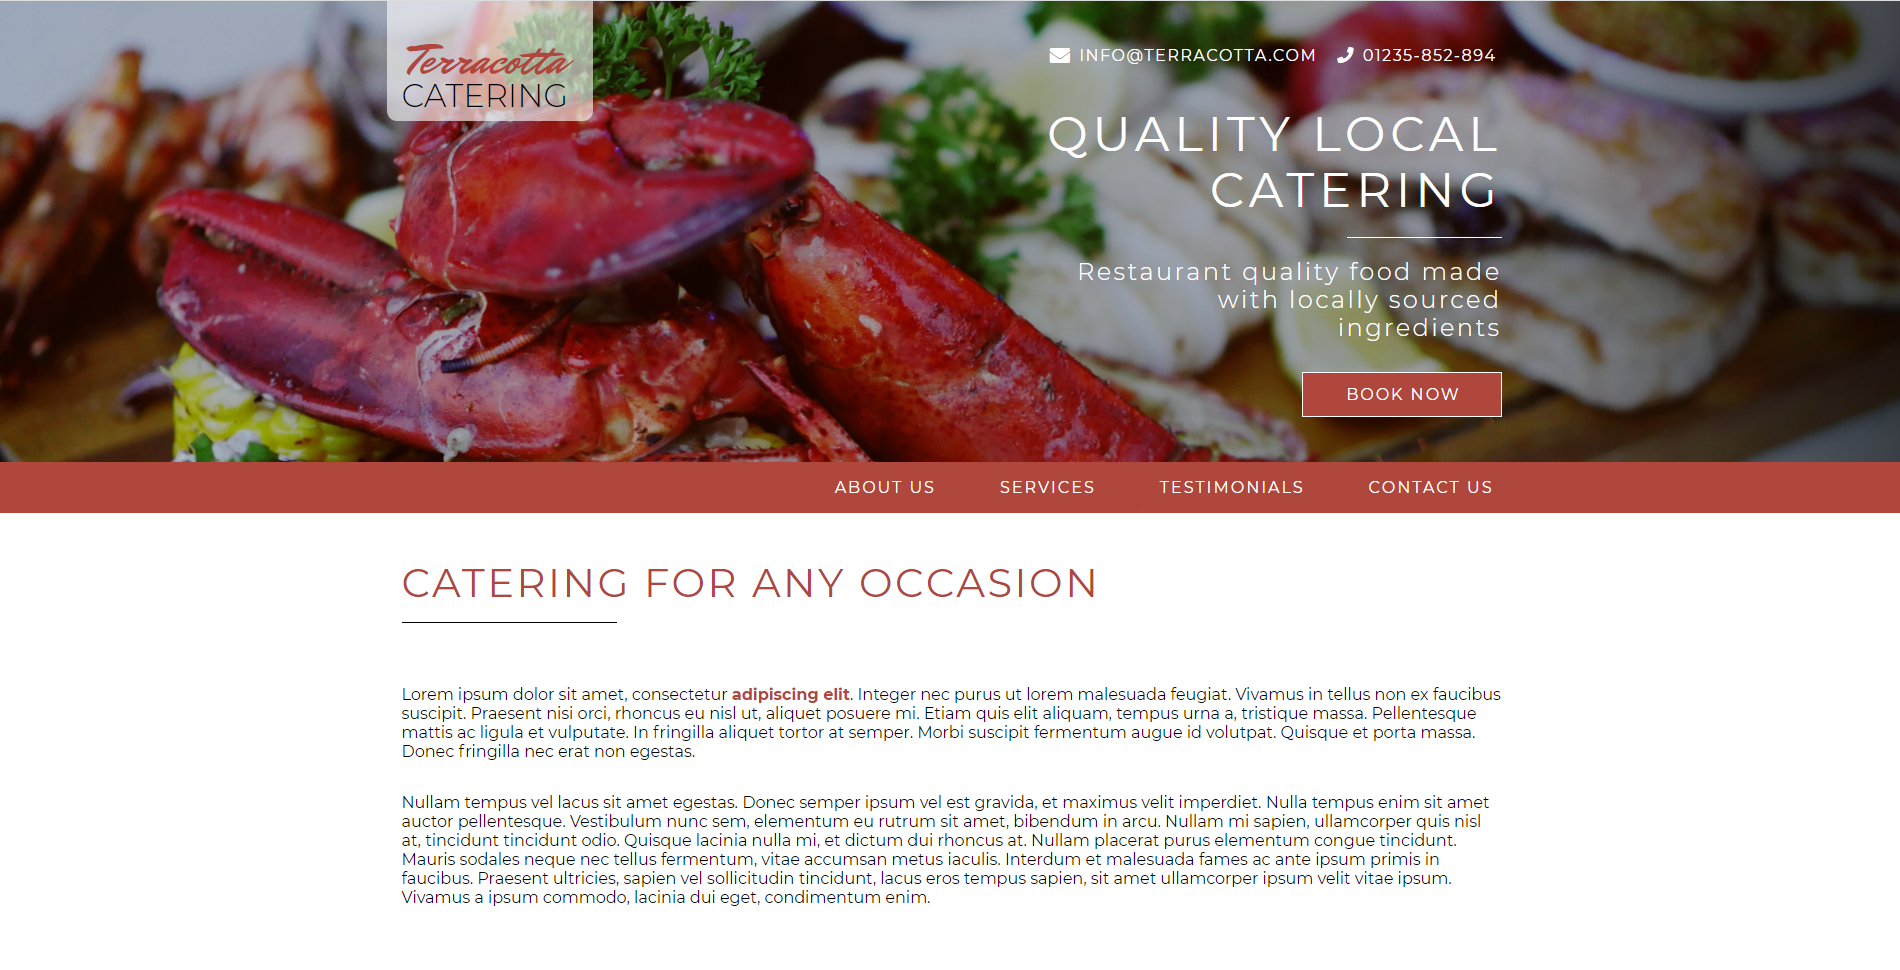 Terracotta
CATERING
INFO@TERRACOTTA.COM 01235-852-894
QUALITY LOCAL
CATERING
Restaurant quality food made
with locally sourced
ingredients
BOOK NOW
ABOUT US SERVICES TESTIMONIALS CONTACT US
CATERING FOR ANY OCCASION
Lorem ipsum dolor sit amet, consectetur adipiscing elit. Integer nec purus ut lorem malesuada feugiat. Vivamus in tellus non ex faucibus
suscipit. Praesent nisi orci, rhoncus eu nisl ut, aliquet posuere mi. Etiam quis elit aliquam, tempus urna a, tristique massa. Pellentesque
mattis ac ligula et vulputate. In fringilla aliquet tortor at semper. Morbi suscipit fermentum augue id volutpat. Quisque et porta massa.
Donec fringilla nec erat non egestas.
Nullam tempus vel lacus sit amet egestas. Donec semper ipsum vel est gravida, et maximus velit imperdiet. Nulla tempus enim sit amet
auctor pellentesque. Vestibulum nunc sem, elementum eu rutrum sit amet, bibendum in arcu. Nullam mi sapien, ullamcorper quis nisl
at, tincidunt tincidunt odio. Quisque lacinia nulla mi, et dictum dui rhoncus at. Nullam placerat purus elementum congue tincidunt.
Mauris sodales neque nec tellus fermentum, vitae accumsan metus iaculis. Interdum et malesuada fames ac ante ipsum primis in
faucibus. Praesent ultricies, sapien vel sollicitudin tincidunt, lacus eros tempus sapien, sit amet ullamcorper ipsum velit vitae ipsum.
Vivamus a ipsum commodo, lacinia dui eget, condimentum enim.